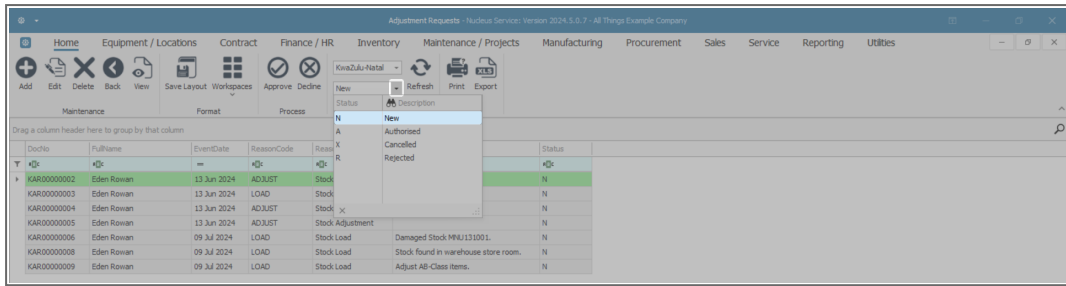 Adjustment Requests - Nucleus Service: Version 2024.5.0.7 - All Things Example Company
Home Equipment / Locations Contract Finance / HR Inventory Maintenance / Projects Manufacturing Procurement Sales Service Reporting Utilities
KwaZulu-Natal
Add Edit Delete Back View Save Layout Workspaces Approve Decline New Refresh Print Export
XLS
Maintenance Format Process
Status Description
N New
A Authorised
X Cancelled
R Rejected
Drag a column header here to group by that column
DocNo FullName EventDate ReasonCode Reas Status
=
KAR00000002 Eden Rowan 13 Jun 2024 ADJUST Stock N
KAR00000003 Eden Rowan 13 Jun 2024 LOAD Stock N
KAR00000004 Eden Rowan 13 Jun 2024 ADJUST Stock N
KAR00000005 Eden Rowan 13 Jun 2024 ADJUST Stock Adjustment N
KAR00000006 Eden Rowan 09 Jul 2024 LOAD Stock Load Damaged Stock MNU131001. N
KAR00000008 Eden Rowan 09 Jul 2024 LOAD Stock Load Stock found in warehouse store room. N
KAR00000009 Eden Rowan 09 Jul 2024 LOAD Stock Load Adjust AB-Class items. N